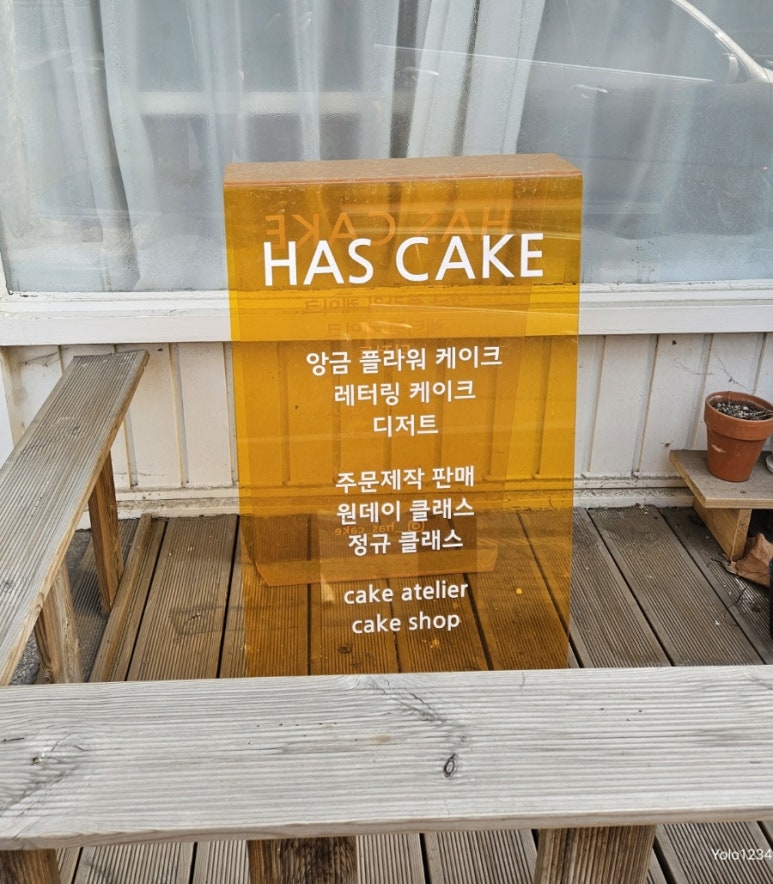 HAS CAKE
앙금 플라워 케이크
레터링 케이크
디저트
주문제작 판매
원데이 클래스
정규 클래스
cake atelier
cake shop
has_cake